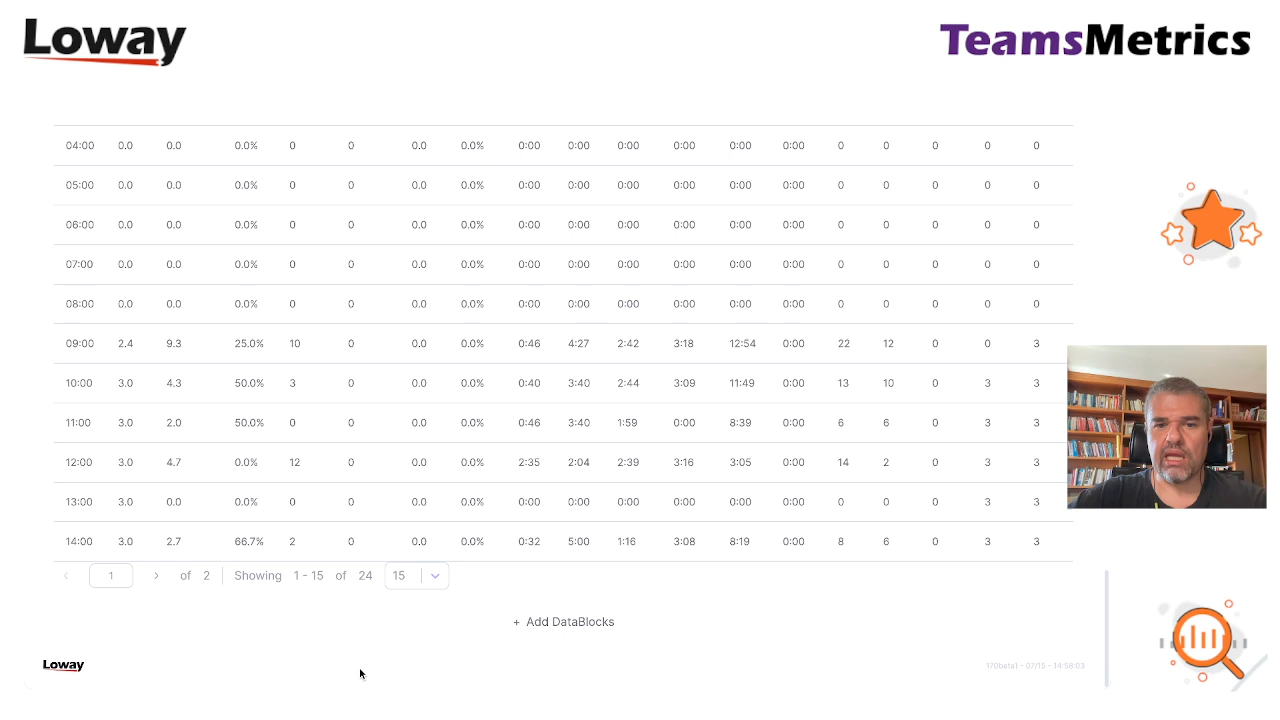 Loway
TeamsMetrics
04:00 0.0 0.0 0.0% 0 0 0.0 0.0% 0:00 0:00 0:00 0:00 0:00 0:00 0 0 0 0 0
05:00 0.0 0.0 0.0% 0 0 0.0 0.0% 0:00 0:00 0:00 0:00 0:00 0:00 0 0 0 0 0
06:00 0.0 0.0 0.0% 0 0 0.0 0.0% 0:00 0:00 0:00 0:00 0:00 0:00 0 0 0 0 0
07:00 0.0 0.0 0.0% 0 0 0.0 0.0% 0:00 0:00 0:00 0:00 0:00 0:00 0 0 0 0 0
08:00 0.0 0.0 0.0% 0 0 0.0 0.0% 0:00 0:00 0:00 0:00 0:00 0:00 0 0 0 0 0
09:00 2.4 9.3 25.0% 10 0 0.0 0.0% 0:46 4:27 2:42 3:18 12:54 0:00 22 12 0 0 3
10:00 3.0 4.3 50.0% 3 0 0.0 0.0% 0:40 3:40 2:44 3:09 11:49 0:00 13 10 0 3 3
11:00 3.0 2.0 50.0% 0 0 0.0 0.0% 0:46 3:40 1:59 0:00 8:39 0:00 6 6 0 3 3
12:00 3.0 4.7 0.0% 12 0 0.0 0.0% 2:35 2:04 2:39 3:16 3:05 0:00 14 2 0 3 3
13:00 3.0 0.0 0.0% 0 0 0.0 0.0% 0:00 0:00 0:00 0:00 0:00 0:00 0 0 0 3 3
14:00 3.0 2.7 66.7% 2 0 0.0 0.0% 0:32 5:00 1:16 3:08 8:19 0:00 8 6 0 3 3
1 of 2 Showing 1 - 15 of 24 15
+ Add DataBlocks
Loway
170beta1 - 07/15 - 14:58:03